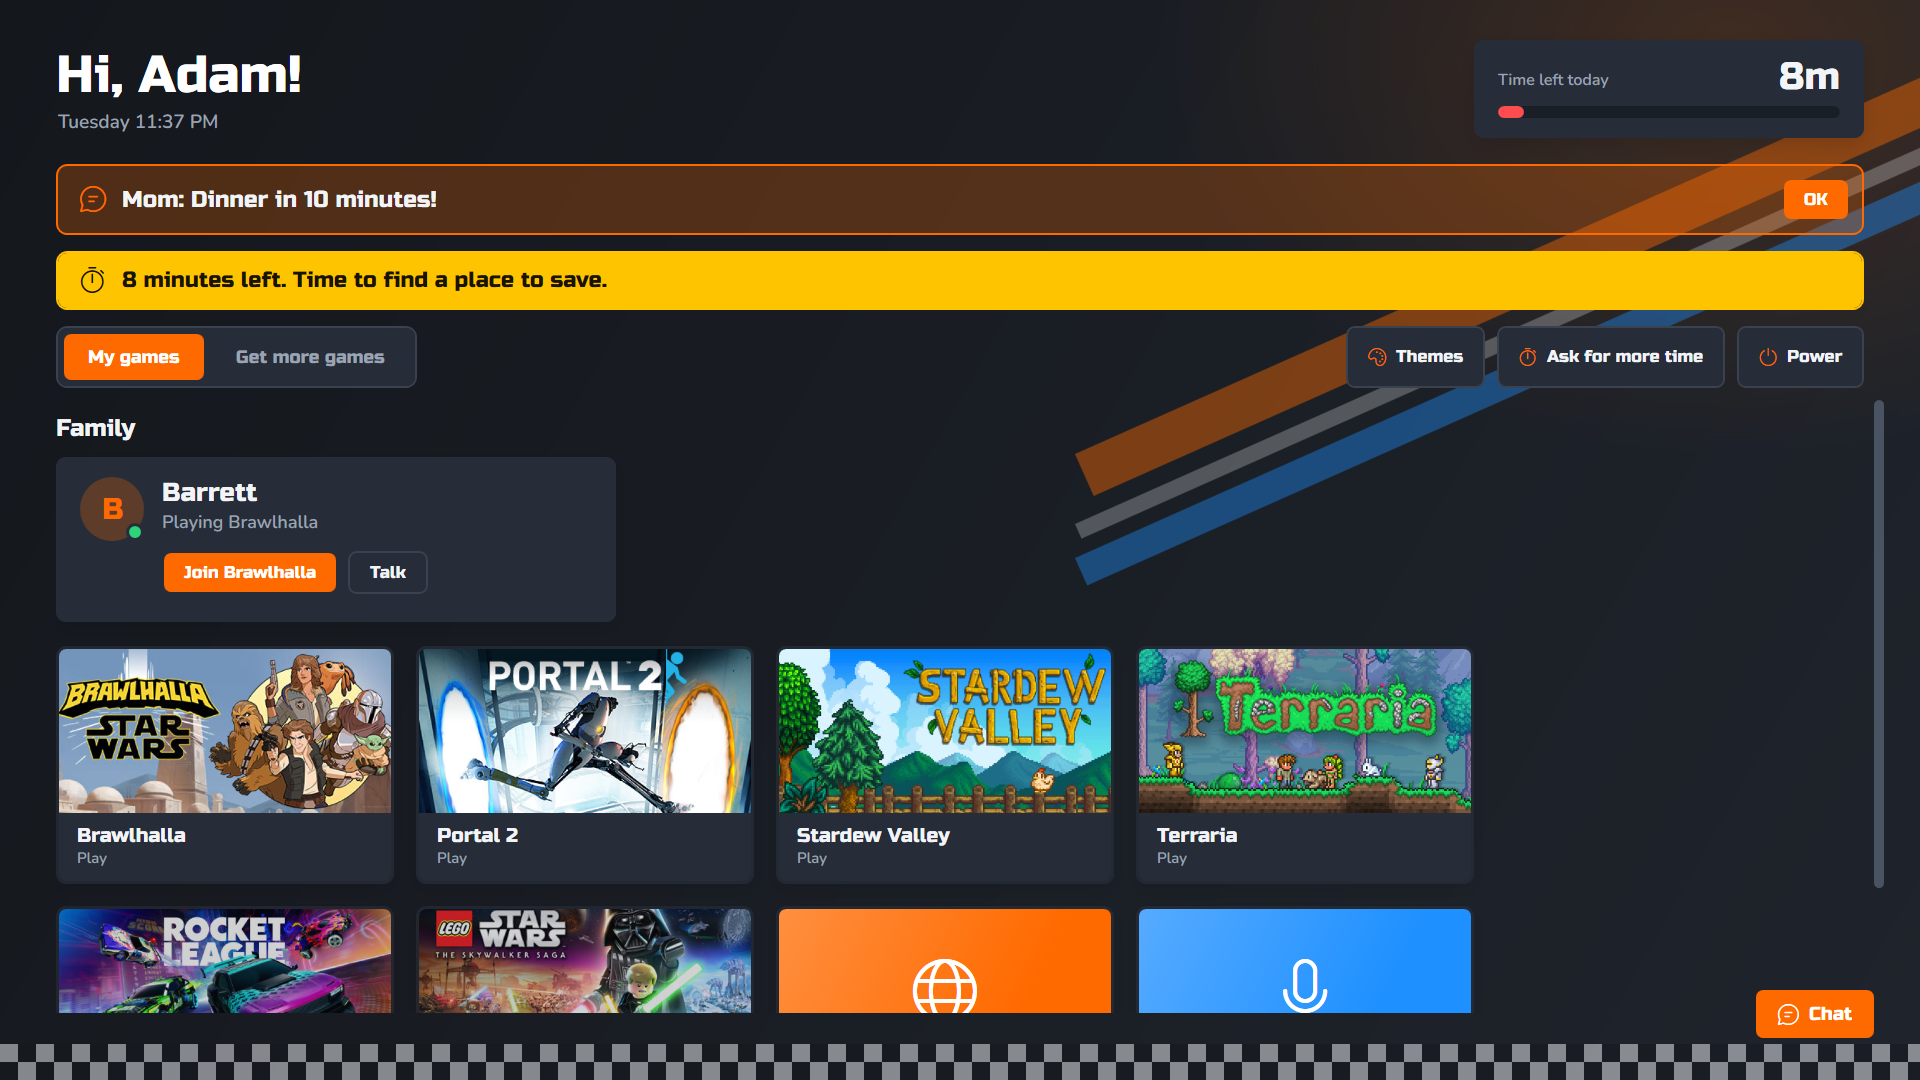 Hi, Adam!
Tuesday 11:37 PM
Time left today
8m
Mom: Dinner in 10 minutes!
OK
8 minutes left. Time to find a place to save.
My games
Get more games
Themes
Ask for more time
Power
Family
B
Barrett
Playing Brawlhalla
Join Brawlhalla
Talk
BRAWLHALLA
STAR
WARS
PORTAL 2
STARDEW
VALLEY
Terraria
Brawlhalla
Play
Portal 2
Play
Stardew Valley
Play
Terraria
Play
ROCKET
LEAGUE
LEGO
STAR
WARS
THE SKYWALKER SAGA
Chat